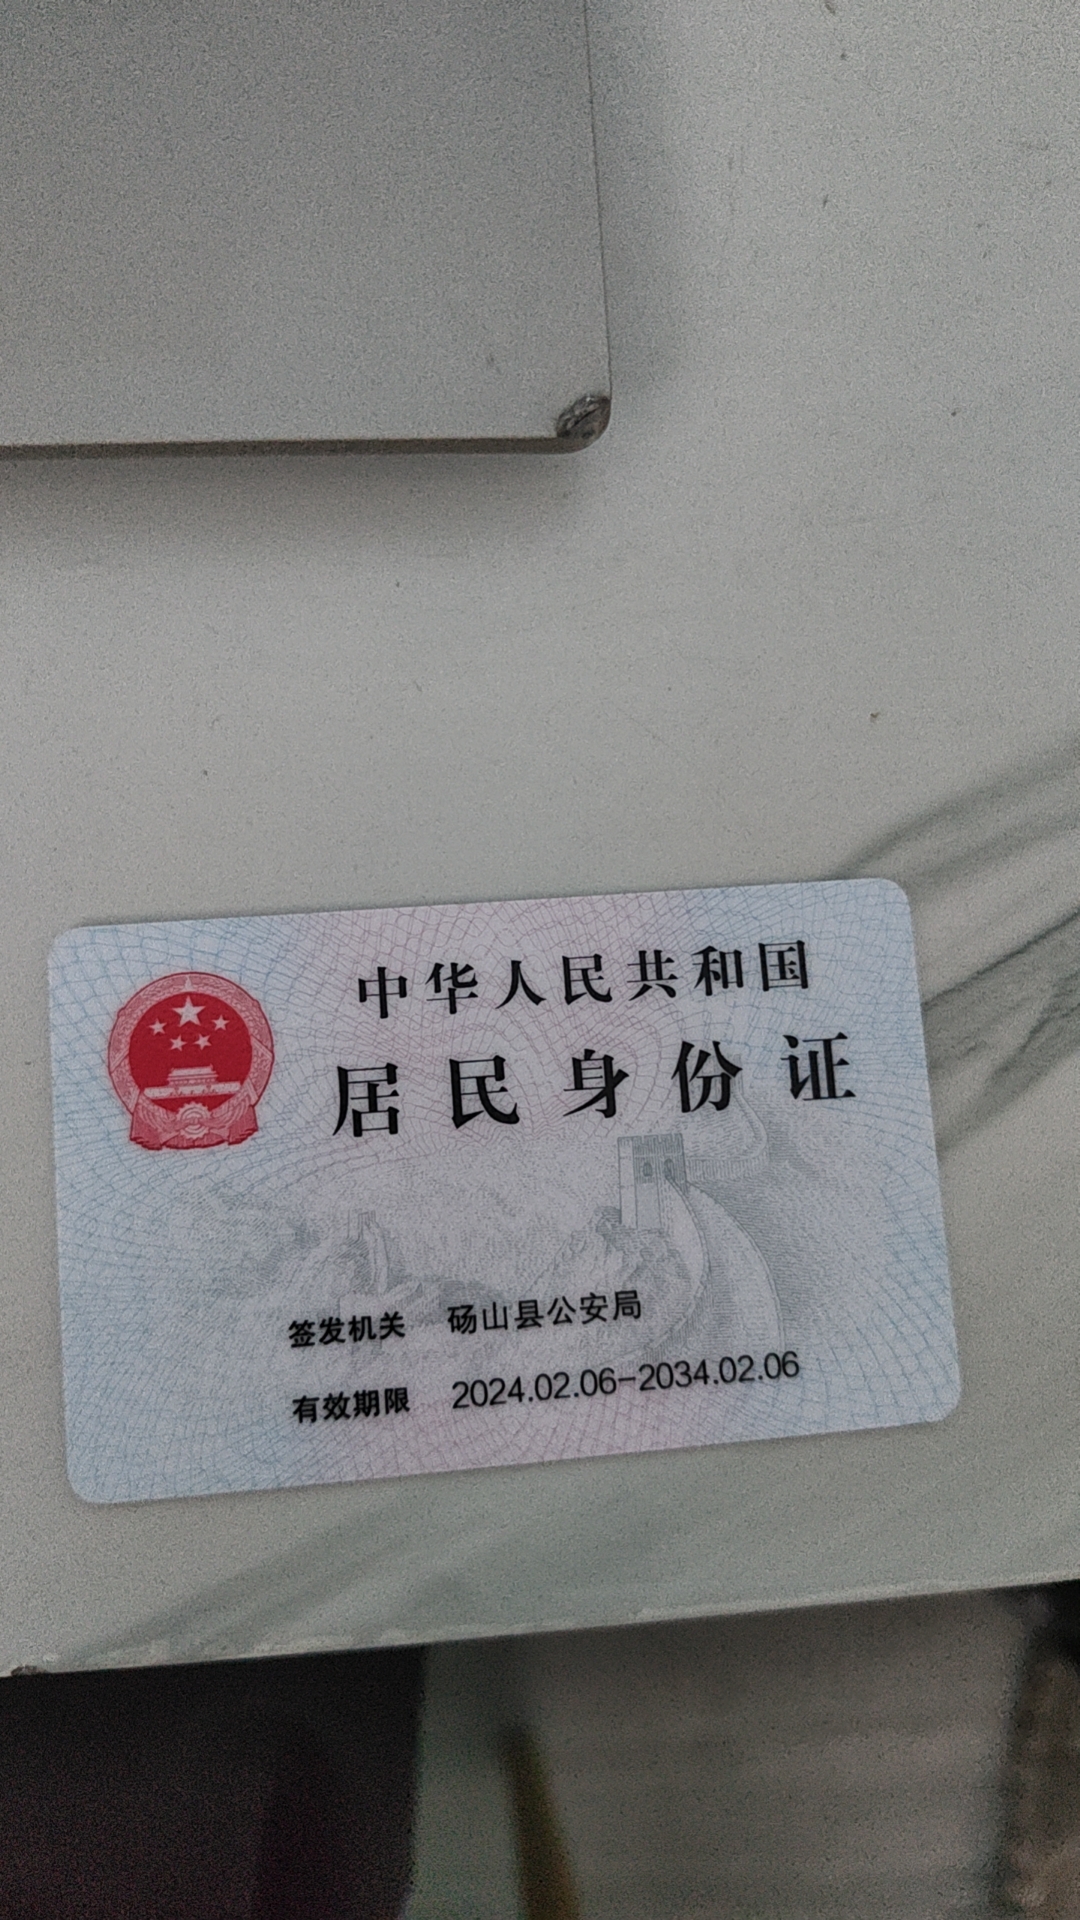 中华人民共和国
居民身份证
签发机关 砀山县公安局
有效期限 2024.02.06-2034.02.06